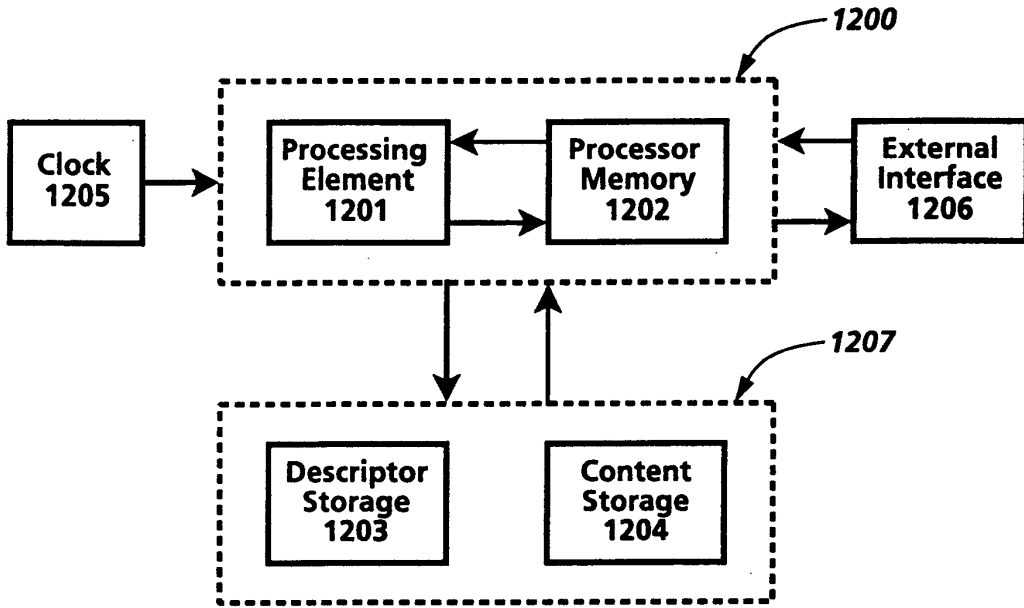 1200
Clock
1205
Processing
Element
1201
Processor
Memory
1202
External
Interface
1206
1207
Descriptor
Storage
1203
Content
Storage
1204